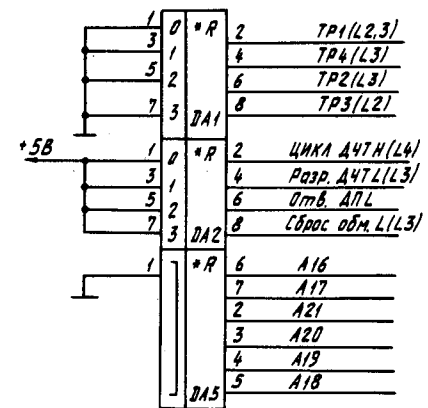 1 0 *R 2 ТР1(L2,3)
3 1 4 ТР4(L3)
5 2 6 ТР2(L3)
7 3 DA1 8 ТР3(L2)
+5В
1 0 *R 2 ЦИКЛ ДЧТН(L4)
3 1 4 Разр. ДЧТL(L3)
5 2 6 Отв. ДПL
7 3 DA2 8 Сброс обм. L(L3)
1 *R 6 А16
7 А17
2 А21
3 А20
4 А19
DA5 5 А18